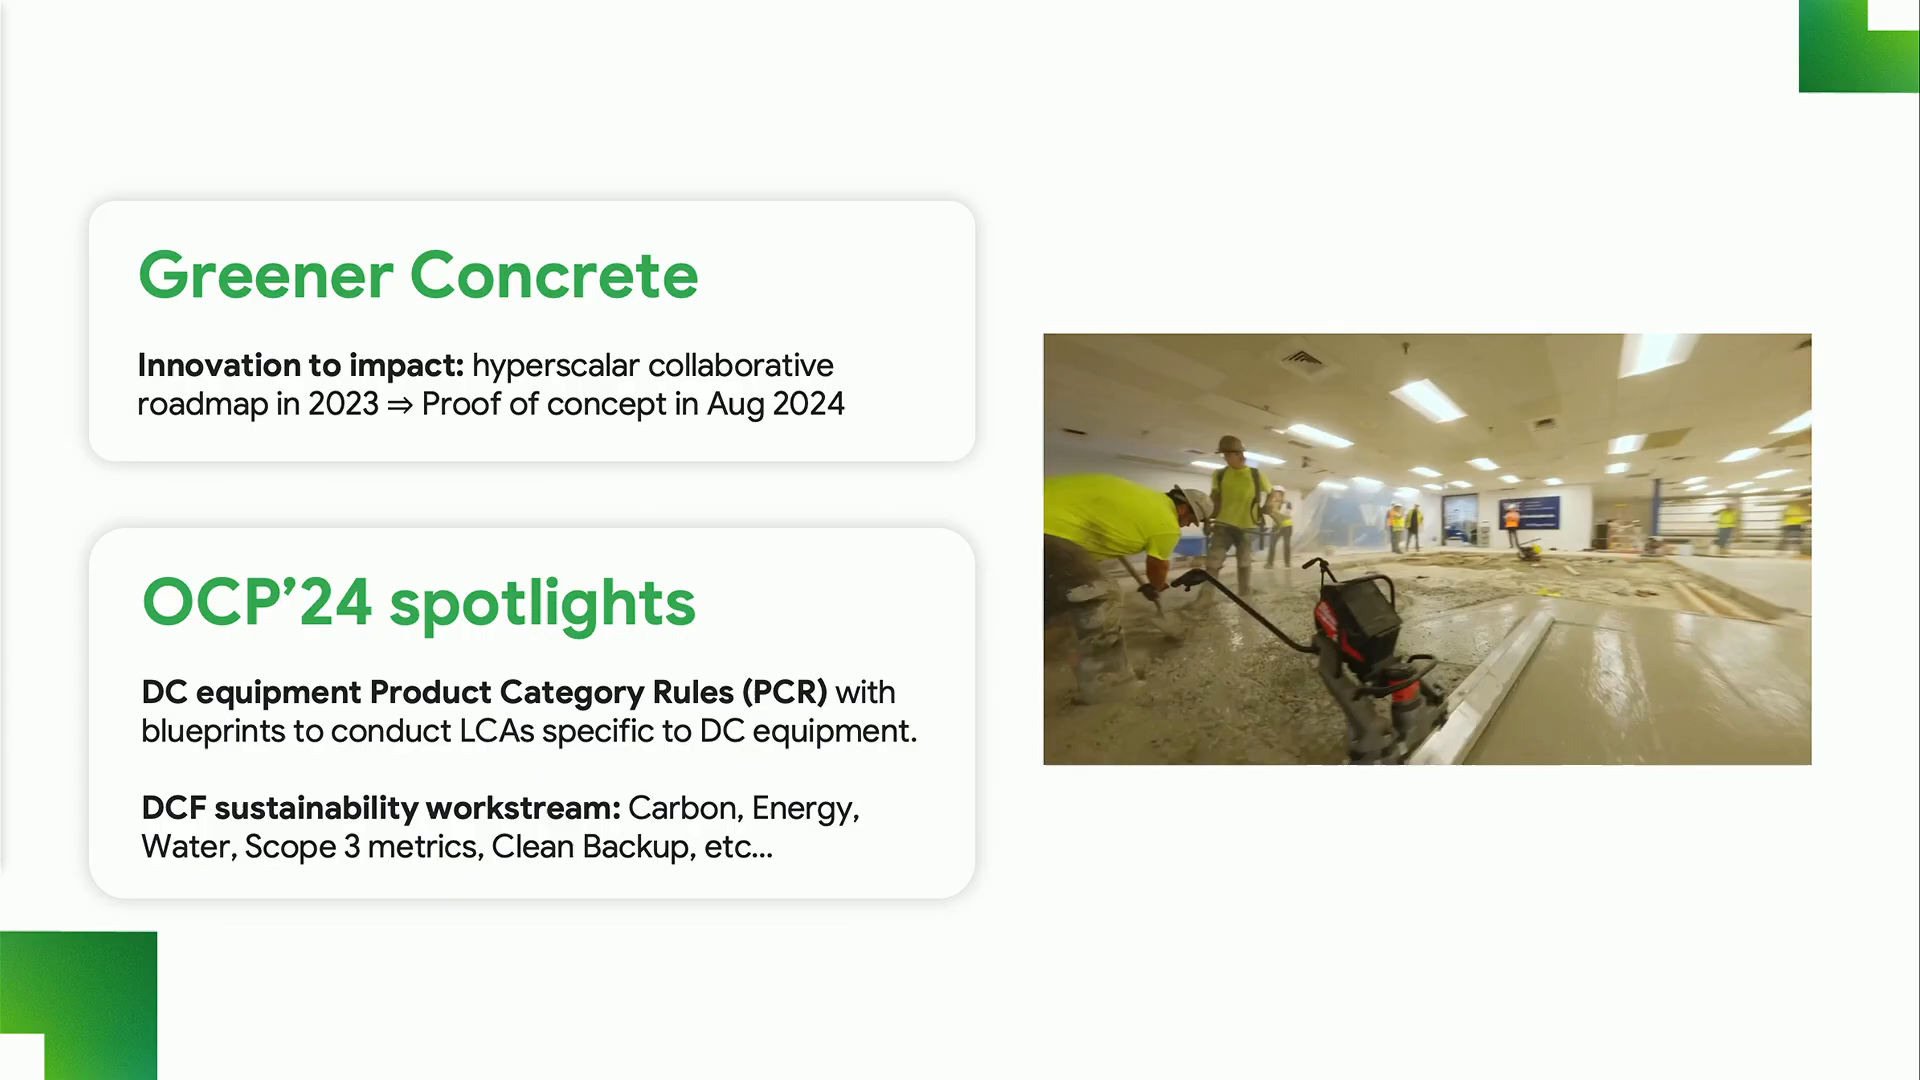 Greener Concrete
Innovation to impact: hyperscalar collaborative
roadmap in 2023 ⇒ Proof of concept in Aug 2024
OCP’24 spotlights
DC equipment Product Category Rules (PCR) with
blueprints to conduct LCAs specific to DC equipment.
DCF sustainability workstream: Carbon, Energy,
Water, Scope 3 metrics, Clean Backup, etc...